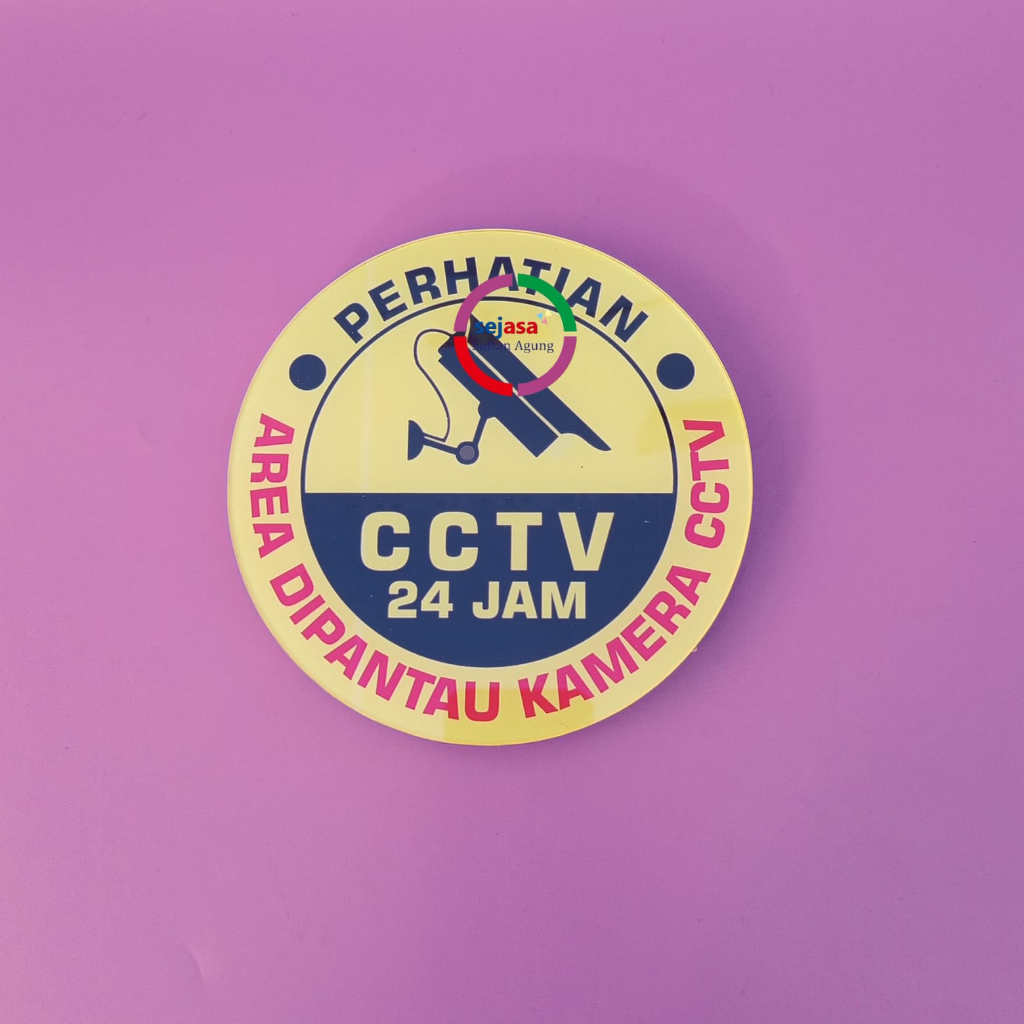 PERHATIAN
sejasa
Agung
CCTV
24 JAM
AREA DIPANTAU KAMERA CCTV